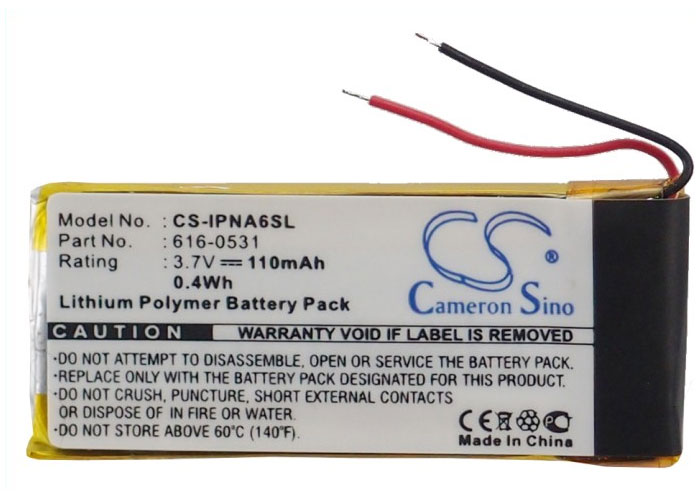 Model No. : CS-IPNA6SL
Part No. : 616-0531
Rating : 3.7V ⎓ 110mAh
0.4Wh
Lithium Polymer Battery Pack
CS®
Cameron Sino
CAUTION WARRANTY VOID IF LABEL IS REMOVED
·DO NOT ATTEMPT TO DISASSEMBLE, OPEN OR SERVICE THE BATTERY PACK.
·REPLACE ONLY WITH THE BATTERY PACK DESIGNATED FOR THE PRODUCT.
·DO NOT CRUSH, PUNCTURE, SHORT EXTERNAL CONTACTS
OR DISPOSE OF IN FIRE OR WATER.
·DO NOT STORE ABOVE 60°C (140°F).
CE
Made In China